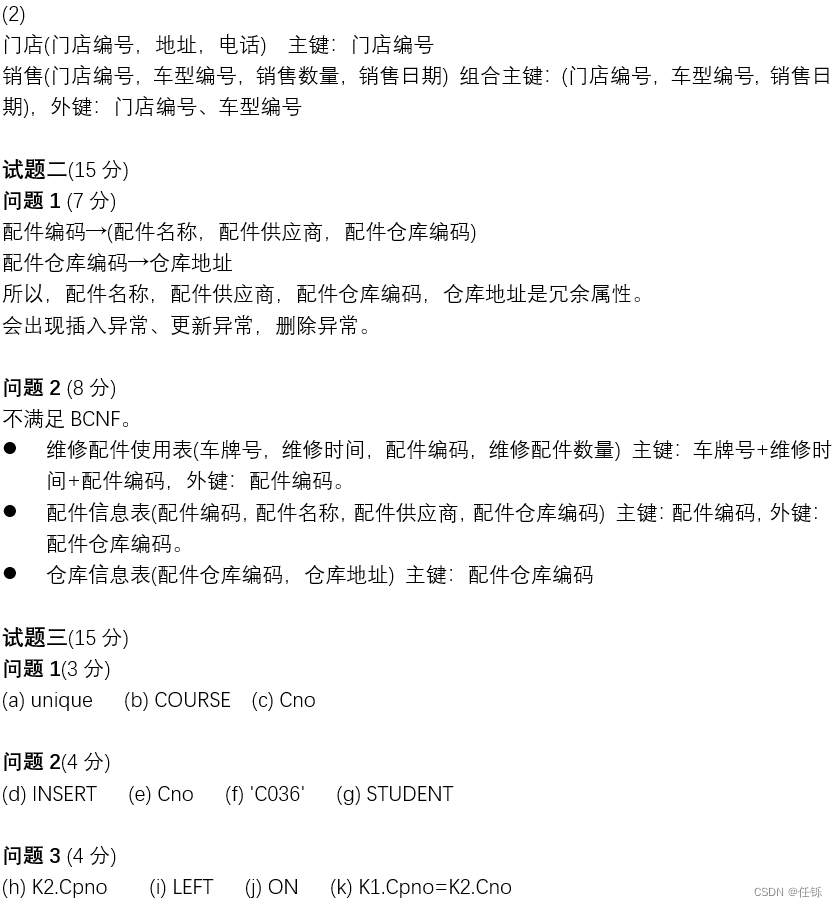 (2)
门店(门店编号，地址，电话)　主键：门店编号
销售(门店编号，车型编号，销售数量，销售日期) 组合主键：(门店编号，车型编号, 销售日
期)，外键：门店编号、车型编号
试题二(15 分)
问题 1 (7 分)
配件编码→(配件名称，配件供应商，配件仓库编码)
配件仓库编码→仓库地址
所以，配件名称，配件供应商，配件仓库编码，仓库地址是冗余属性。
会出现插入异常、更新异常，删除异常。
问题 2 (8 分)
不满足 BCNF。
● 维修配件使用表(车牌号，维修时间，配件编码，维修配件数量) 主键：车牌号+维修时
间+配件编码，外键：配件编码。
● 配件信息表(配件编码, 配件名称, 配件供应商, 配件仓库编码) 主键: 配件编码, 外键:
配件仓库编码。
● 仓库信息表(配件仓库编码，仓库地址) 主键：配件仓库编码
试题三(15 分)
问题 1(3 分)
(a) unique (b) COURSE (c) Cno
问题 2(4 分)
(d) INSERT (e) Cno (f) 'C036' (g) STUDENT
问题 3 (4 分)
(h) K2.Cpno (i) LEFT (j) ON (k) K1.Cpno=K2.Cno
CSDN @任铄